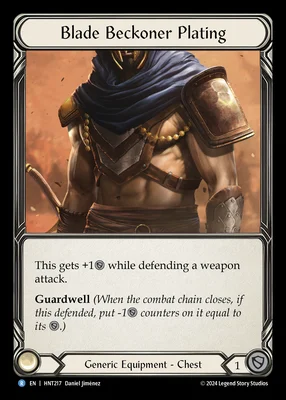 Blade Beckoner Plating
This gets +1 while defending a weapon
attack.
Guardwell (When the combat chain closes, if
this defended, put -1 counters on it equal to
its .)
Generic Equipment - Chest
1
R EN | HNT217 Daniel Jiménez
© 2024 Legend Story Studios